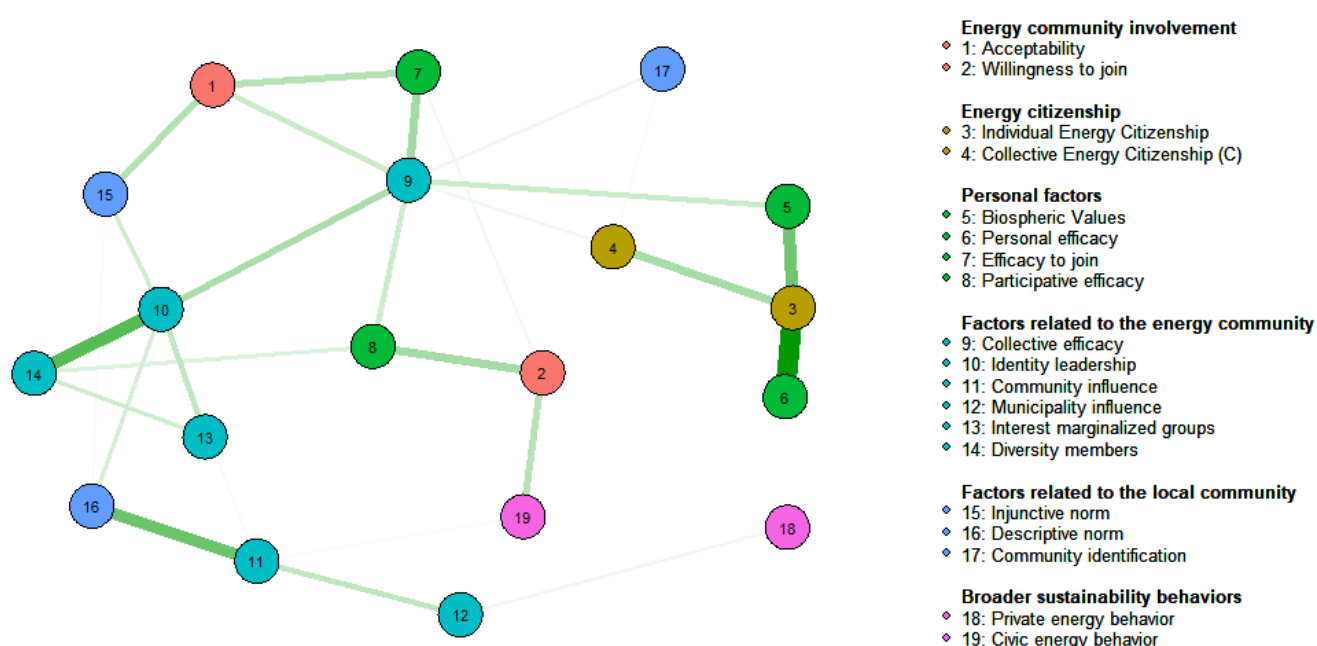 1
7
17
15
9
5
4
10
3
8
14
2
6
13
16
19
18
11
12
Energy community involvement
1: Acceptability
2: Willingness to join
Energy citizenship
3: Individual Energy Citizenship
4: Collective Energy Citizenship (C)
Personal factors
5: Biospheric Values
6: Personal efficacy
7: Efficacy to join
8: Participative efficacy
Factors related to the energy community
9: Collective efficacy
10: Identity leadership
11: Community influence
12: Municipality influence
13: Interest marginalized groups
14: Diversity members
Factors related to the local community
15: Injunctive norm
16: Descriptive norm
17: Community identification
Broader sustainability behaviors
18: Private energy behavior
19: Civic energy behavior